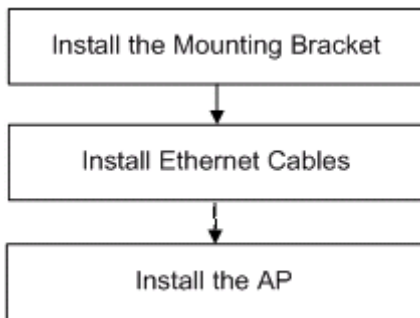 Install the Mounting Bracket
Install Ethernet Cables
Install the AP